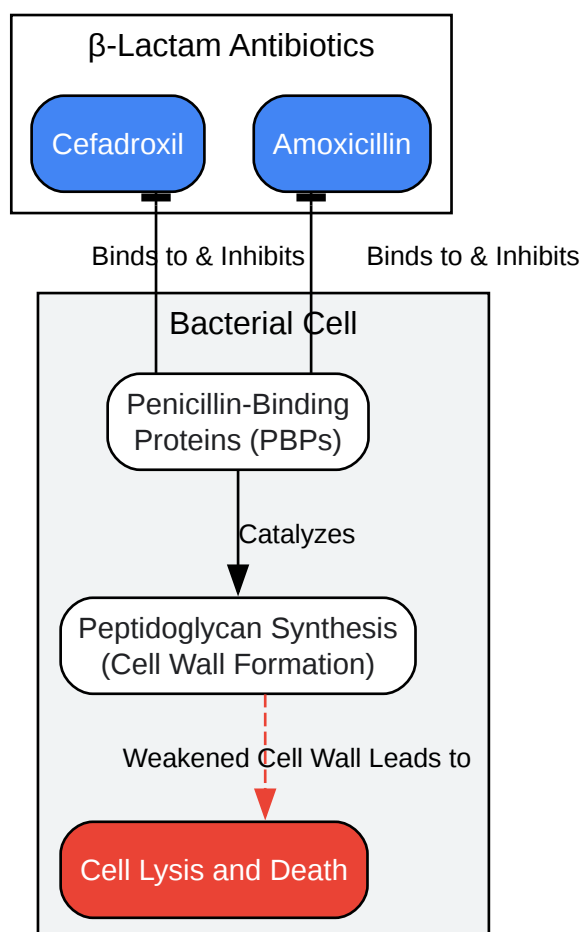 β-Lactam Antibiotics
Cefadroxil
Amoxicillin
Binds to & Inhibits
Binds to & Inhibits
Bacterial Cell
Penicillin-Binding
Proteins (PBPs)
Catalyzes
Peptidoglycan Synthesis
(Cell Wall Formation)
Weakened Cell Wall Leads to
Cell Lysis and Death